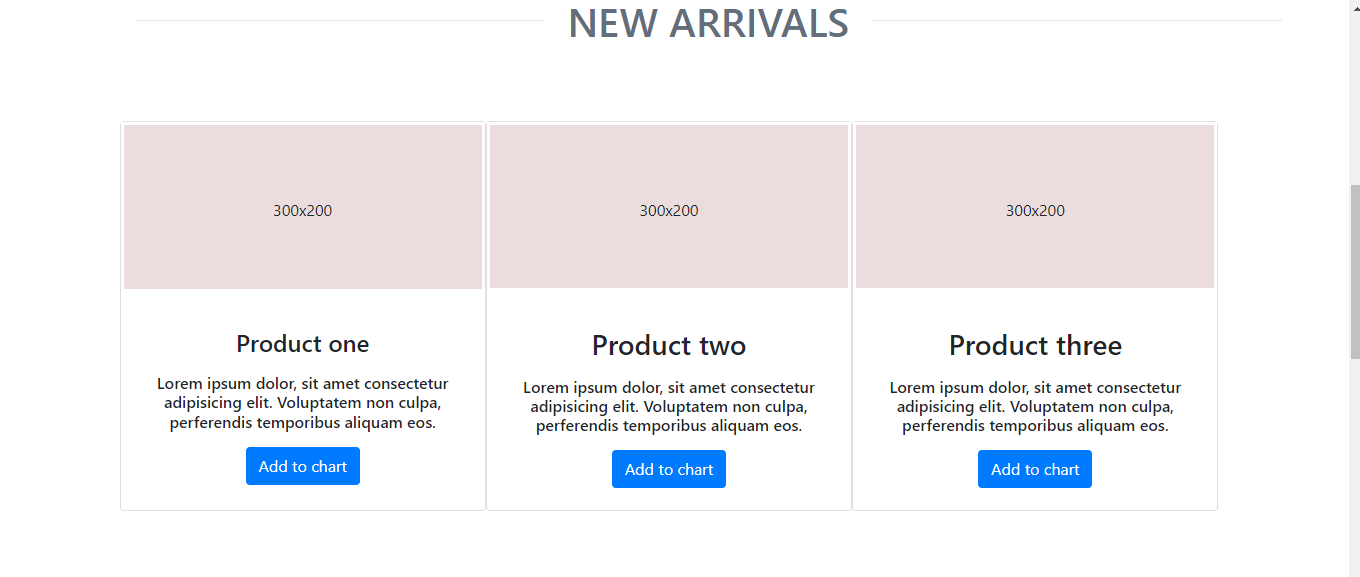 NEW ARRIVALS
300x200
300x200
300x200
Product one
Lorem ipsum dolor, sit amet consectetur
adipisicing elit. Voluptatem non culpa,
perferendis temporibus aliquam eos.
Add to chart
Product two
Lorem ipsum dolor, sit amet consectetur
adipisicing elit. Voluptatem non culpa,
perferendis temporibus aliquam eos.
Add to chart
Product three
Lorem ipsum dolor, sit amet consectetur
adipisicing elit. Voluptatem non culpa,
perferendis temporibus aliquam eos.
Add to chart